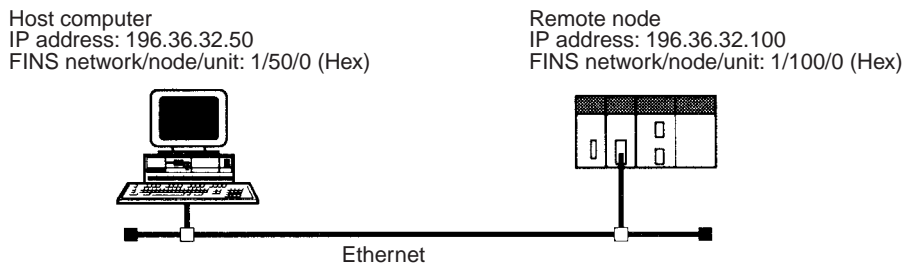 Host computer
IP address: 196.36.32.50
FINS network/node/unit: 1/50/0 (Hex)
Remote node
IP address: 196.36.32.100
FINS network/node/unit: 1/100/0 (Hex)
Ethernet